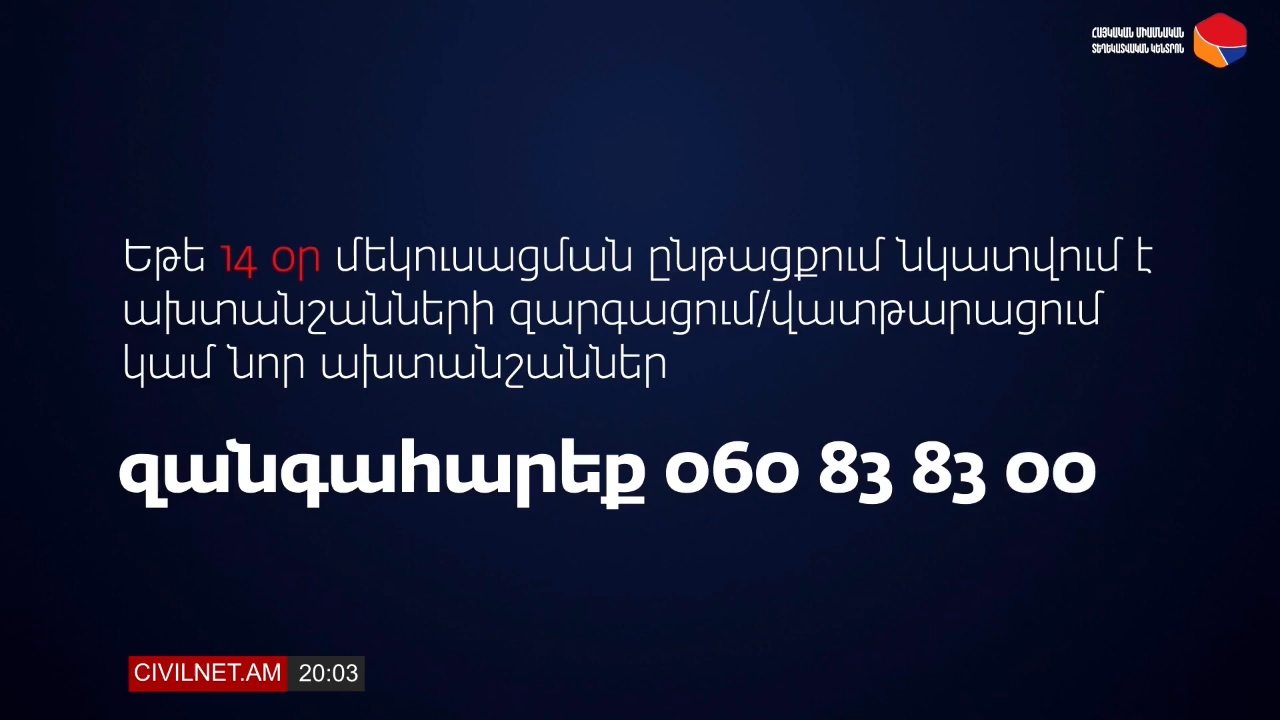 ՀԱՅԿԱԿԱՆ ՄԻԱՍՆԱԿԱՆ
ՏԵՂԵԿԱՏՎԱԿԱՆ ԿԵՆՏՐՈՆ
Եթե 14 օր մեկուսացման ընթացքում նկատվում է
ախտանշանների զարգացում/վատթարացում
կամ նոր ախտանշաններ
զանգահարեք 060 83 83 00
CIVILNET.AM 20:03